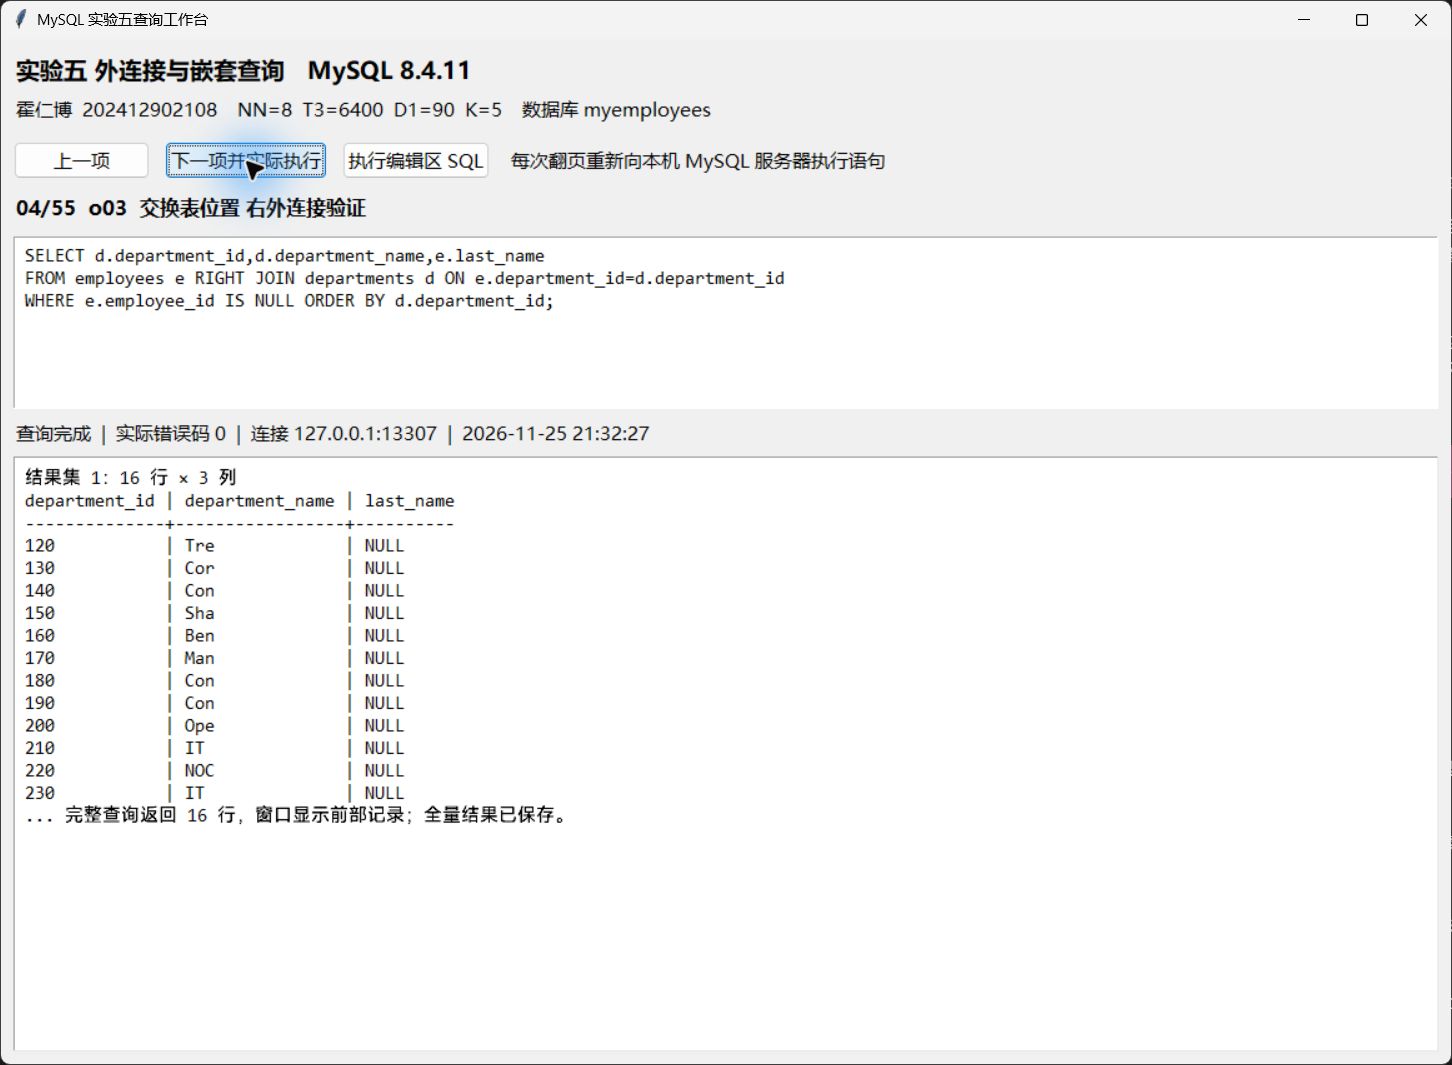 MySQL 实验五查询工作台
实验五 外连接与嵌套查询 MySQL 8.4.11
霍仁博 202412902108 NN=8 T3=6400 D1=90 K=5 数据库 myemployees
上一项 下一项并实际执行 执行编辑区 SQL 每次翻页重新向本机 MySQL 服务器执行语句
04/55 o03 交换表位置 右外连接验证
SELECT d.department_id,d.department_name,e.last_name
FROM employees e RIGHT JOIN departments d ON e.department_id=d.department_id
WHERE e.employee_id IS NULL ORDER BY d.department_id;
查询完成 | 实际错误码 0 | 连接 127.0.0.1:13307 | 2026-11-25 21:32:27
结果集 1: 16 行 × 3 列
department_id | department_name | last_name
--------------+-----------------+----------
120 | Tre | NULL
130 | Cor | NULL
140 | Con | NULL
150 | Sha | NULL
160 | Ben | NULL
170 | Man | NULL
180 | Con | NULL
190 | Con | NULL
200 | Ope | NULL
210 | IT | NULL
220 | NOC | NULL
230 | IT | NULL
... 完整查询返回 16 行，窗口显示前部记录；全量结果已保存。